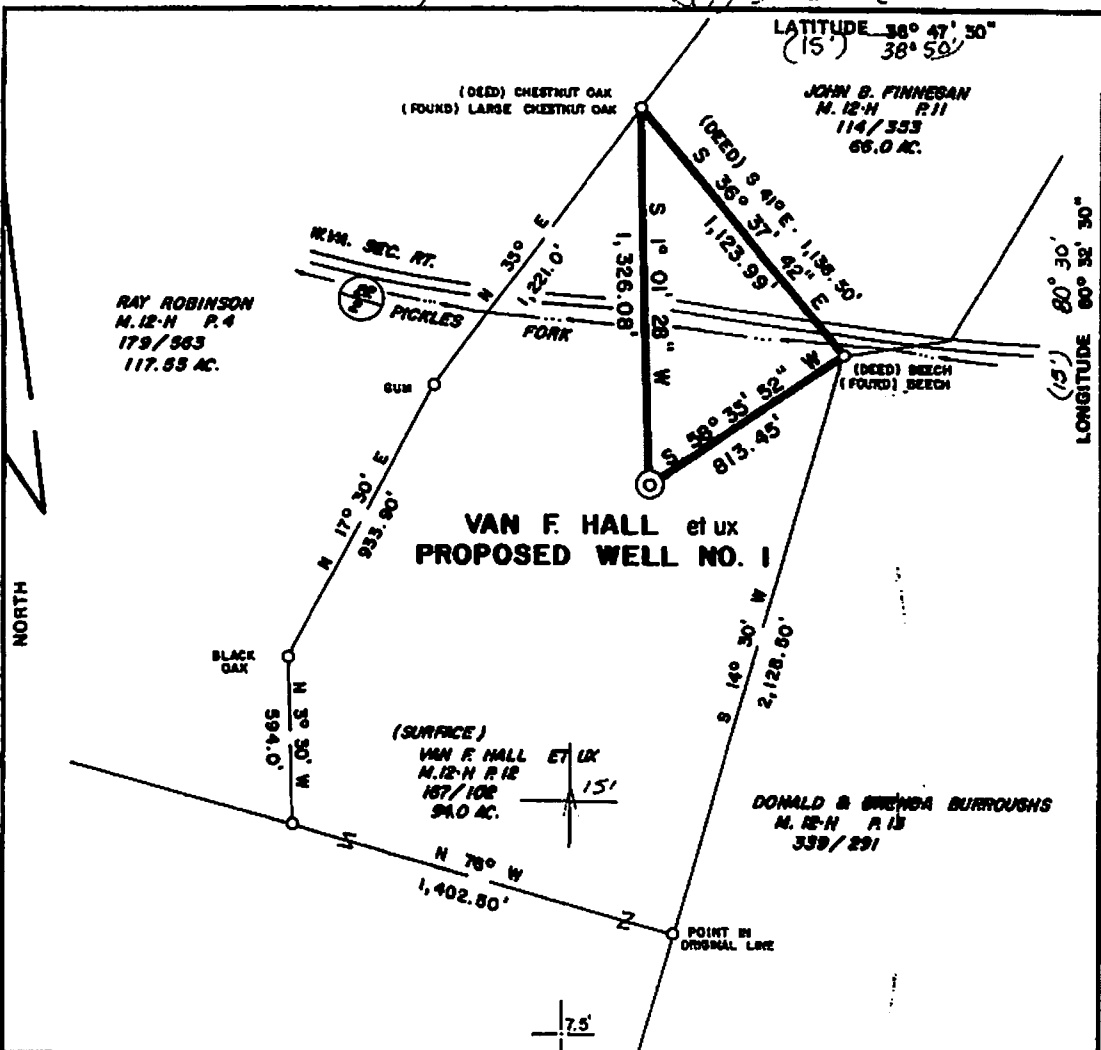 LATITUDE 38° 47' 30"
(15') 38° 50'
(DEED) CHESTNUT OAK
(FOUND) LARGE CHESTNUT OAK
JOHN B. FINNEGAN
M. 12-H P. 11
114/353
66.0 AC.
(DEED) S 41° E - 1,138.50'
S 36° 37' 42" E
1,123.99'
S 1° 01' 28" W
1,326.08'
N 35° E
1,221.0'
W.VA. SEC. RT.
PICKLES
FORK
RAY ROBINSON
M. 12-H P. 4
179/563
117.55 AC.
GUM
(DEED) BEECH
(FOUND) BEECH
(15') 80° 30'
LONGITUDE 80° 32' 30"
S 58° 35' 52" W
813.45'
VAN F. HALL et ux
PROPOSED WELL NO. 1
N 17° 30' E
933.90'
NORTH
BLACK
OAK
N 3° 30' W
594.0'
S 14° 30' W
2,128.50'
(SURFACE)
VAN F. HALL ET UX
M. 12-H P. 12
167/102
94.0 AC.
15'
DONALD & BRENDA BURROUGHS
M. 12-H P. 13
339/291
N 76° W
1,402.50'
POINT IN
ORIGINAL LINE
7.5'